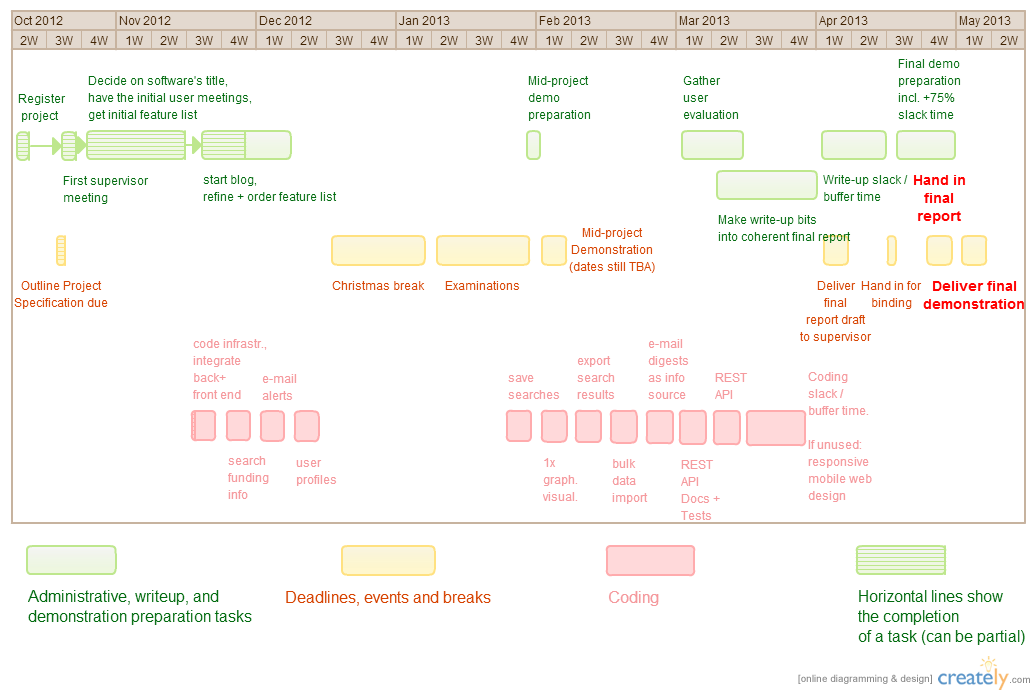 Oct 2012 Nov 2012 Dec 2012 Jan 2013 Feb 2013 Mar 2013 Apr 2013 May 2013
2W 3W 4W 1W 2W 3W 4W 1W 2W 3W 4W 1W 2W 3W 4W 1W 2W 3W 4W 1W 2W 3W 4W 1W 2W 3W 4W 1W 2W
Register
project
Decide on software's title,
have the initial user meetings,
get initial feature list
Mid-project
demo
preparation
Gather
user
evaluation
Final demo
preparation
incl. +75%
slack time
First supervisor
meeting
start blog,
refine + order feature list
Write-up slack /
buffer time
Hand in
final
report
Make write-up bits
into coherent final report
Mid-project
Demonstration
(dates still TBA)
Outline Project
Specification due
Christmas break
Examinations
Deliver
final
report draft
to supervisor
Hand in for
binding
Deliver final
demonstration
code infrastr.,
integrate
back+
front end
e-mail
alerts
save
searches
export
search
results
e-mail
digests
as info
source
REST
API
Coding
slack /
buffer time.
If unused:
responsive
mobile web
design
search
funding
info
user
profiles
1x
graph.
visual.
bulk
data
import
REST
API
Docs +
Tests
Administrative, writeup, and
demonstration preparation tasks
Deadlines, events and breaks
Coding
Horizontal lines show
the completion
of a task (can be partial)
[online diagramming & design] creately.com